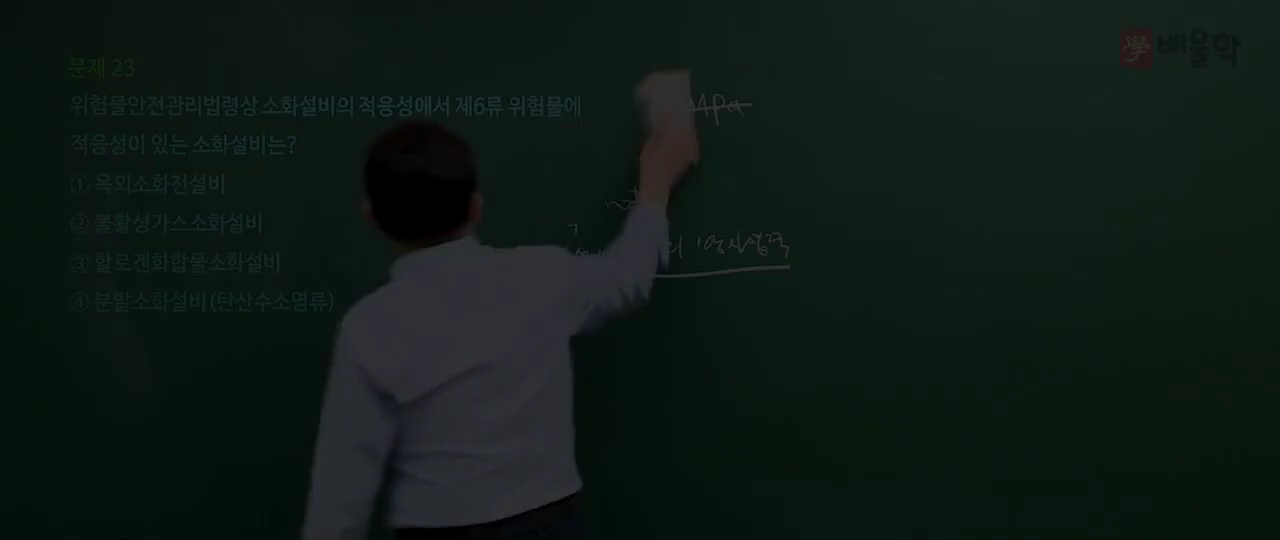 문제 23
위험물안전관리법령상 소화설비의 적응성에서 제6류 위험물에
적응성이 있는 소화설비는?
① 옥외소화전설비
② 불활성가스소화설비
③ 할로겐화합물소화설비
④ 분말소화설비(탄산수소염류)
MPa
學 배울학